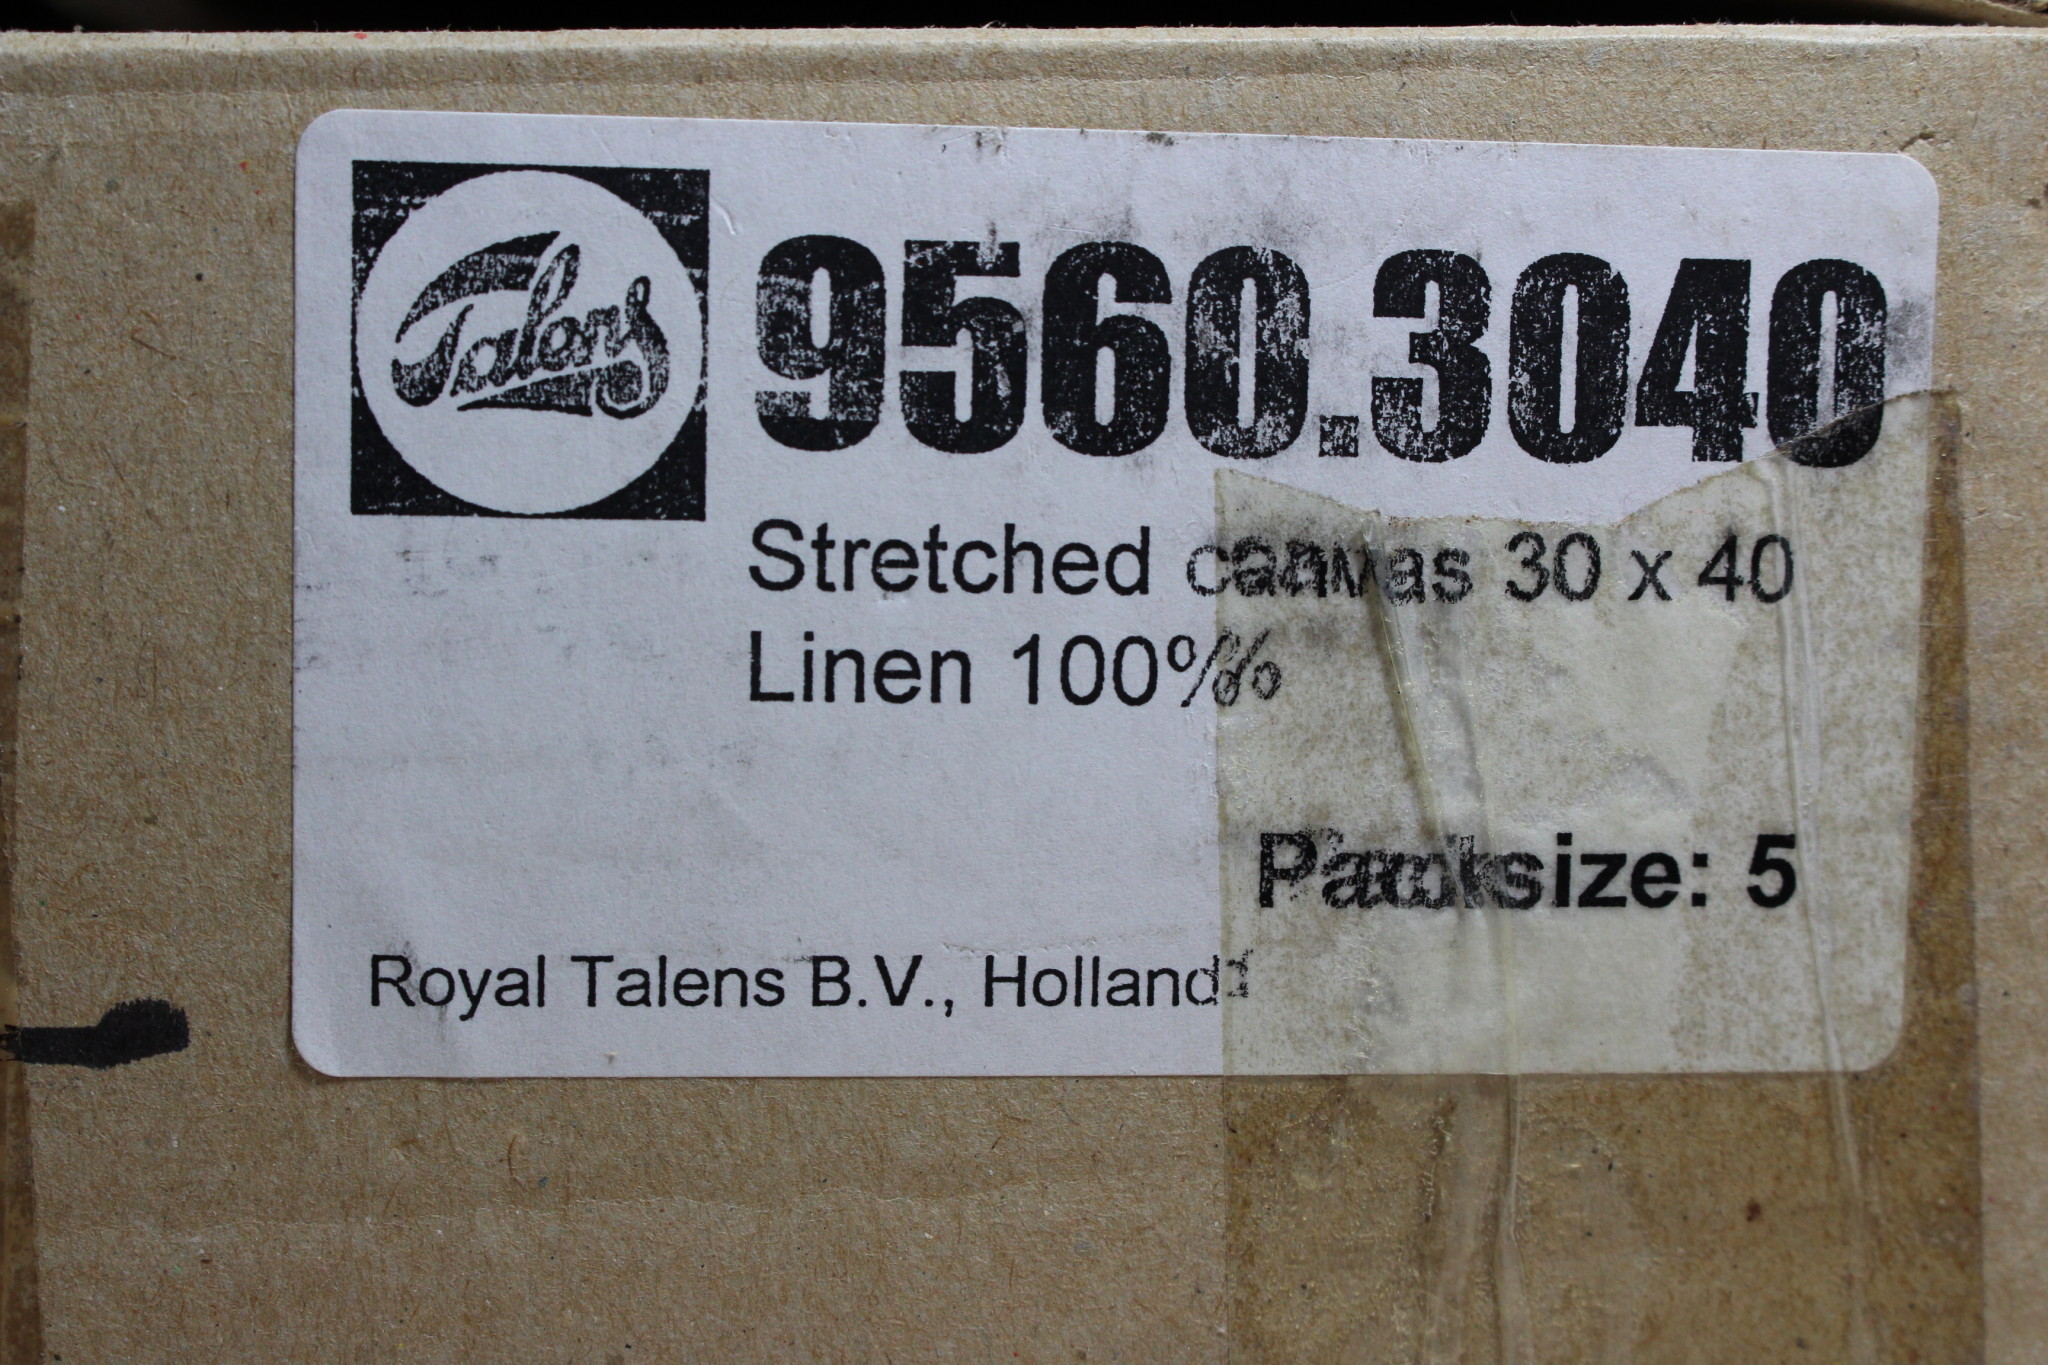 Talens
9560.3040
Stretched canvas 30 x 40
Linen 100%
Packsize: 5
Royal Talens B.V., Holland